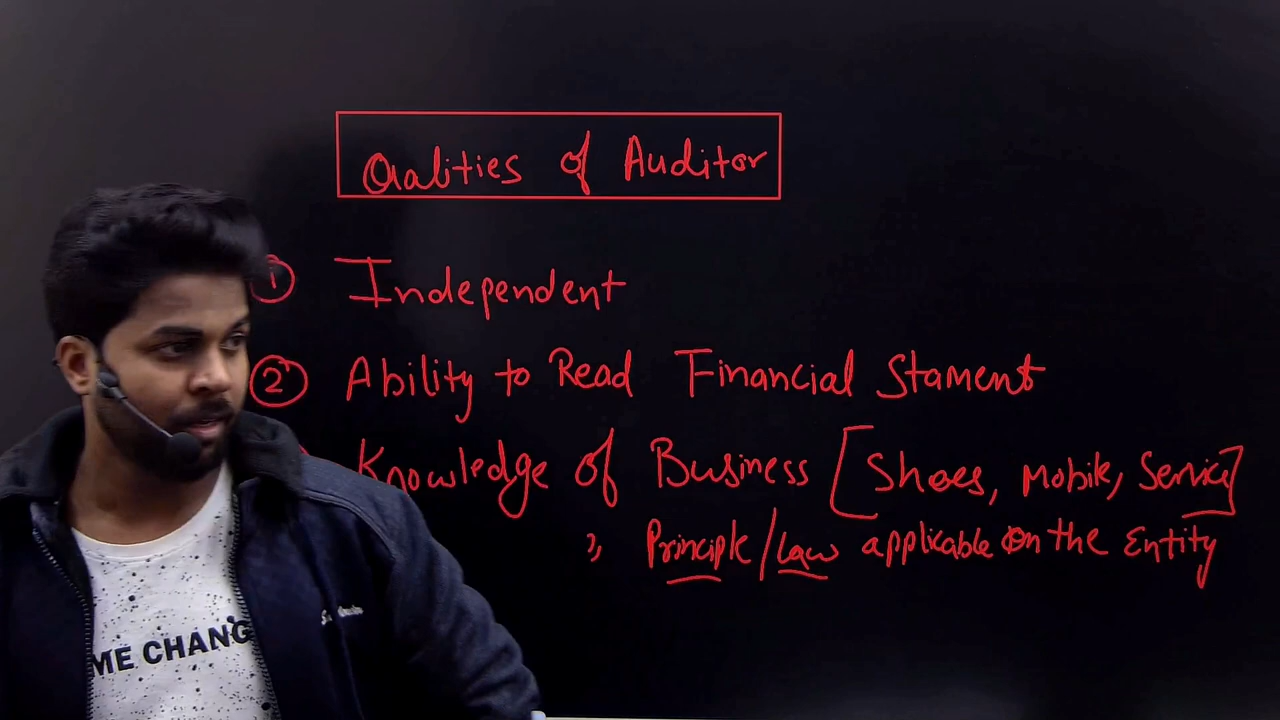 Qualities of Auditor
① Independent
② Ability to Read Financial Stament
Knowledge of Business [Shoes, Mobile, Service]
〃 Principle/Law applicable on the Entity
ME CHANG